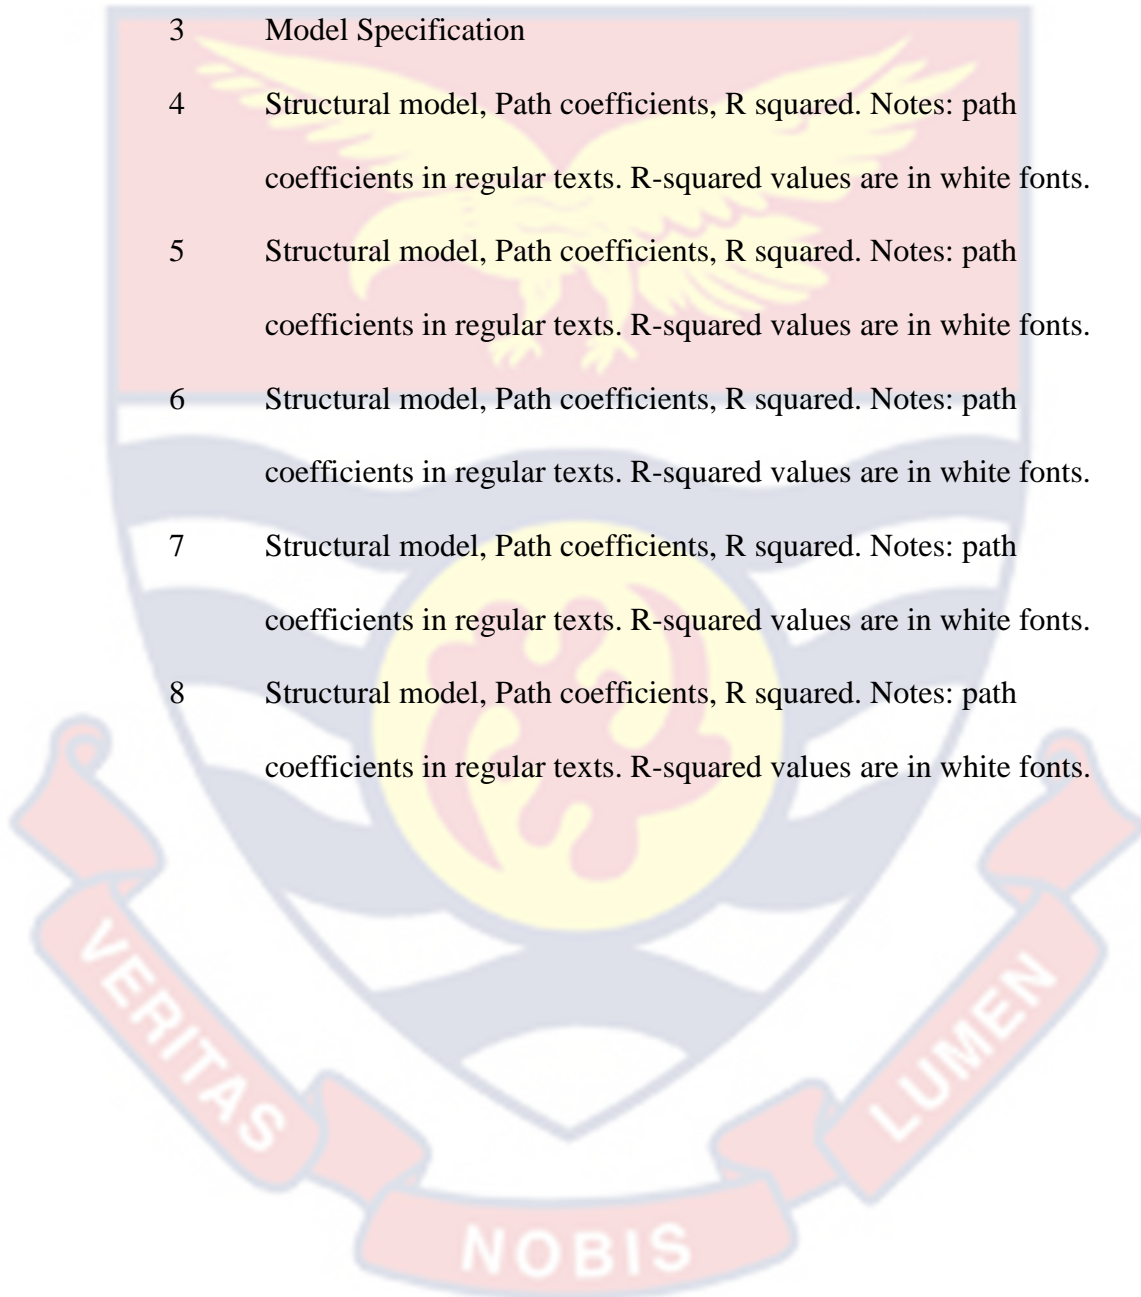 3 Model Specification
4 Structural model, Path coefficients, R squared. Notes: path
coefficients in regular texts. R-squared values are in white fonts.
5 Structural model, Path coefficients, R squared. Notes: path
coefficients in regular texts. R-squared values are in white fonts.
6 Structural model, Path coefficients, R squared. Notes: path
coefficients in regular texts. R-squared values are in white fonts.
7 Structural model, Path coefficients, R squared. Notes: path
coefficients in regular texts. R-squared values are in white fonts.
8 Structural model, Path coefficients, R squared. Notes: path
coefficients in regular texts. R-squared values are in white fonts.
VERITAS
NOBIS
LUMEN